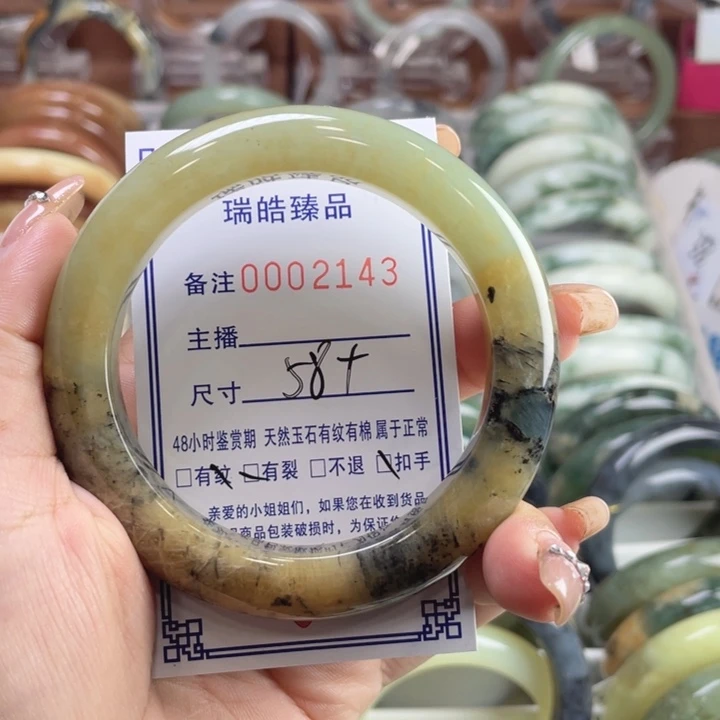 瑞皓臻品
备注0002143
主播
尺寸 58+
48小时鉴赏期 天然玉石有纹有棉 属于正常
□有纹 □有裂 □不退 □扣手
亲爱的小姐姐们，如果您在收到货品
商品包装破损时，为保证